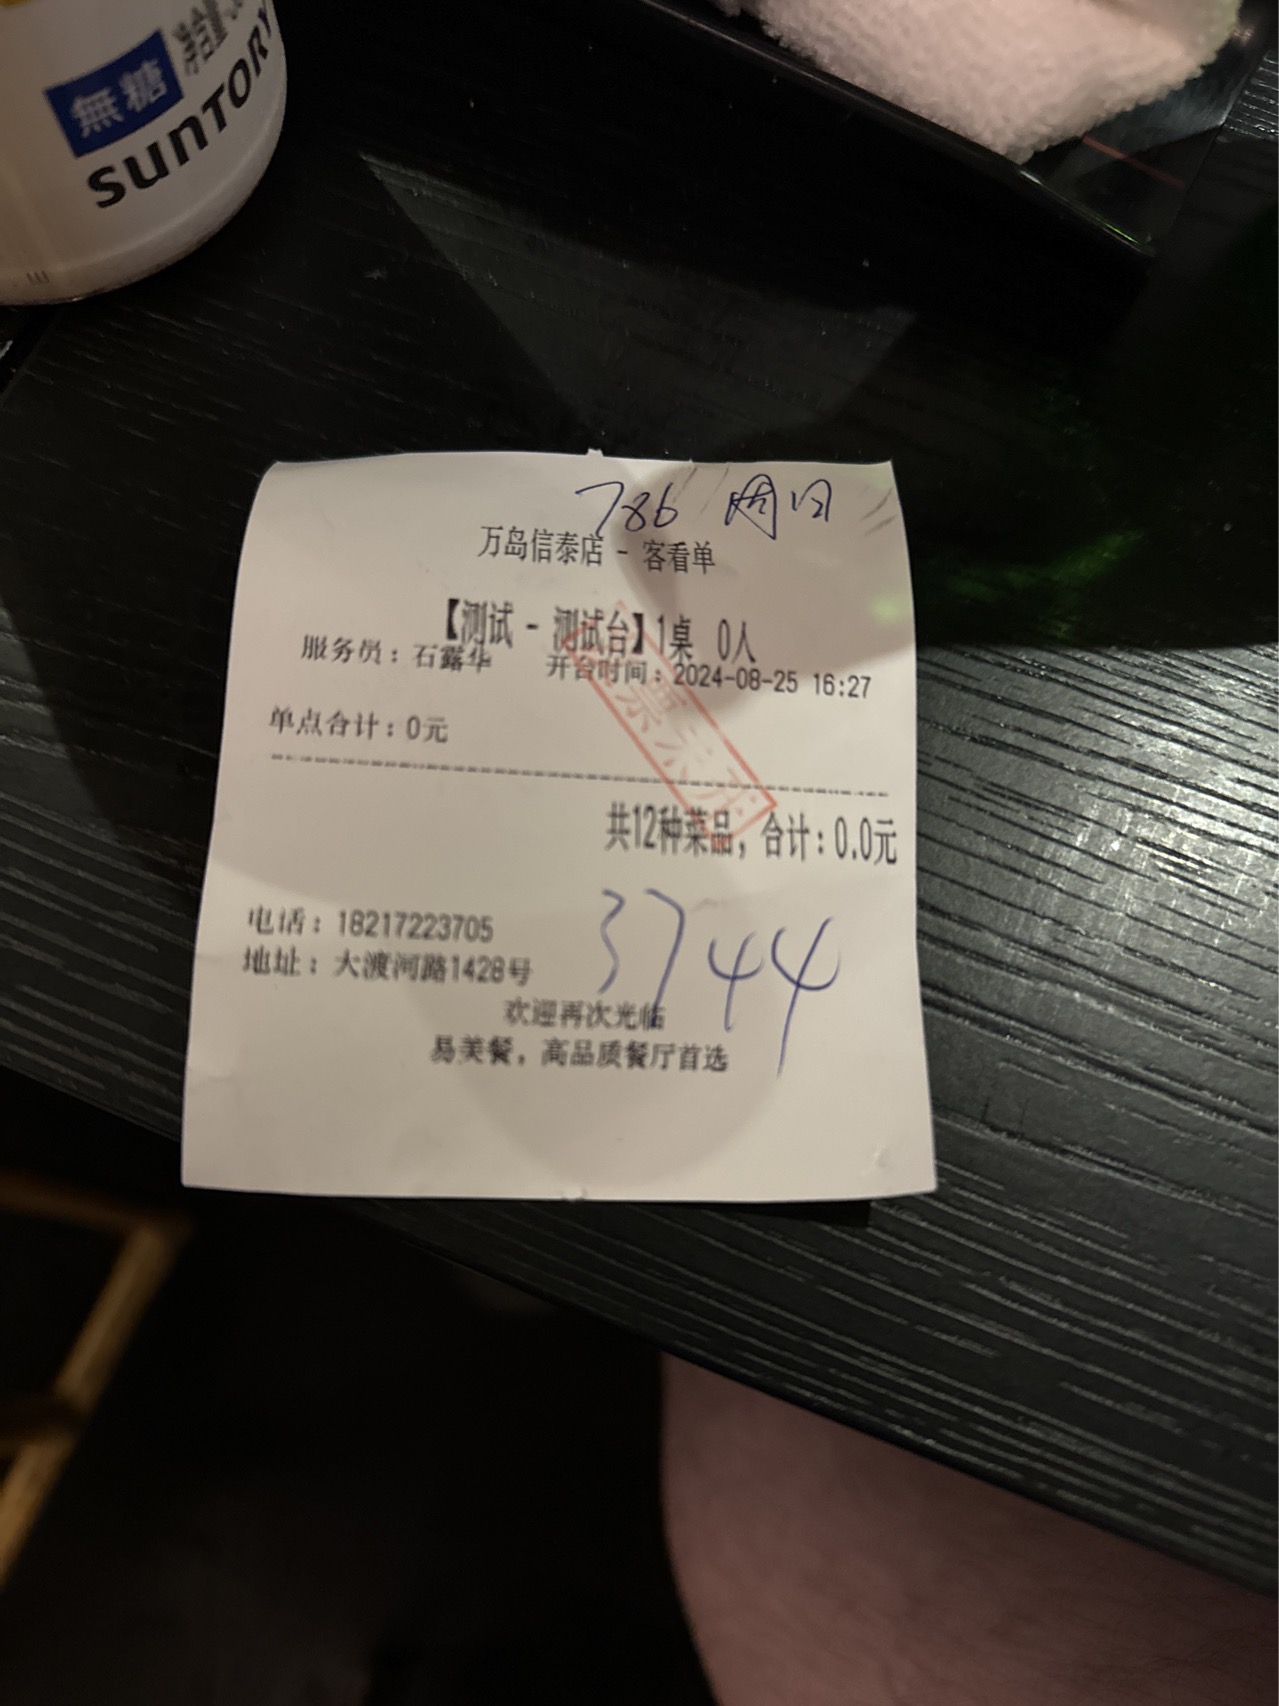 净含量
無糖
SUNTORY
786 周日
万岛信泰店 - 客看单
【测试 - 测试台】1桌 0人
服务员：石露华 开台时间：2024-08-25 16:27
单点合计：0元
共12种菜品，合计：0.0元
3744
电话：18217223705
地址：大渡河路1428号
欢迎再次光临
易美餐，高品质餐厅首选